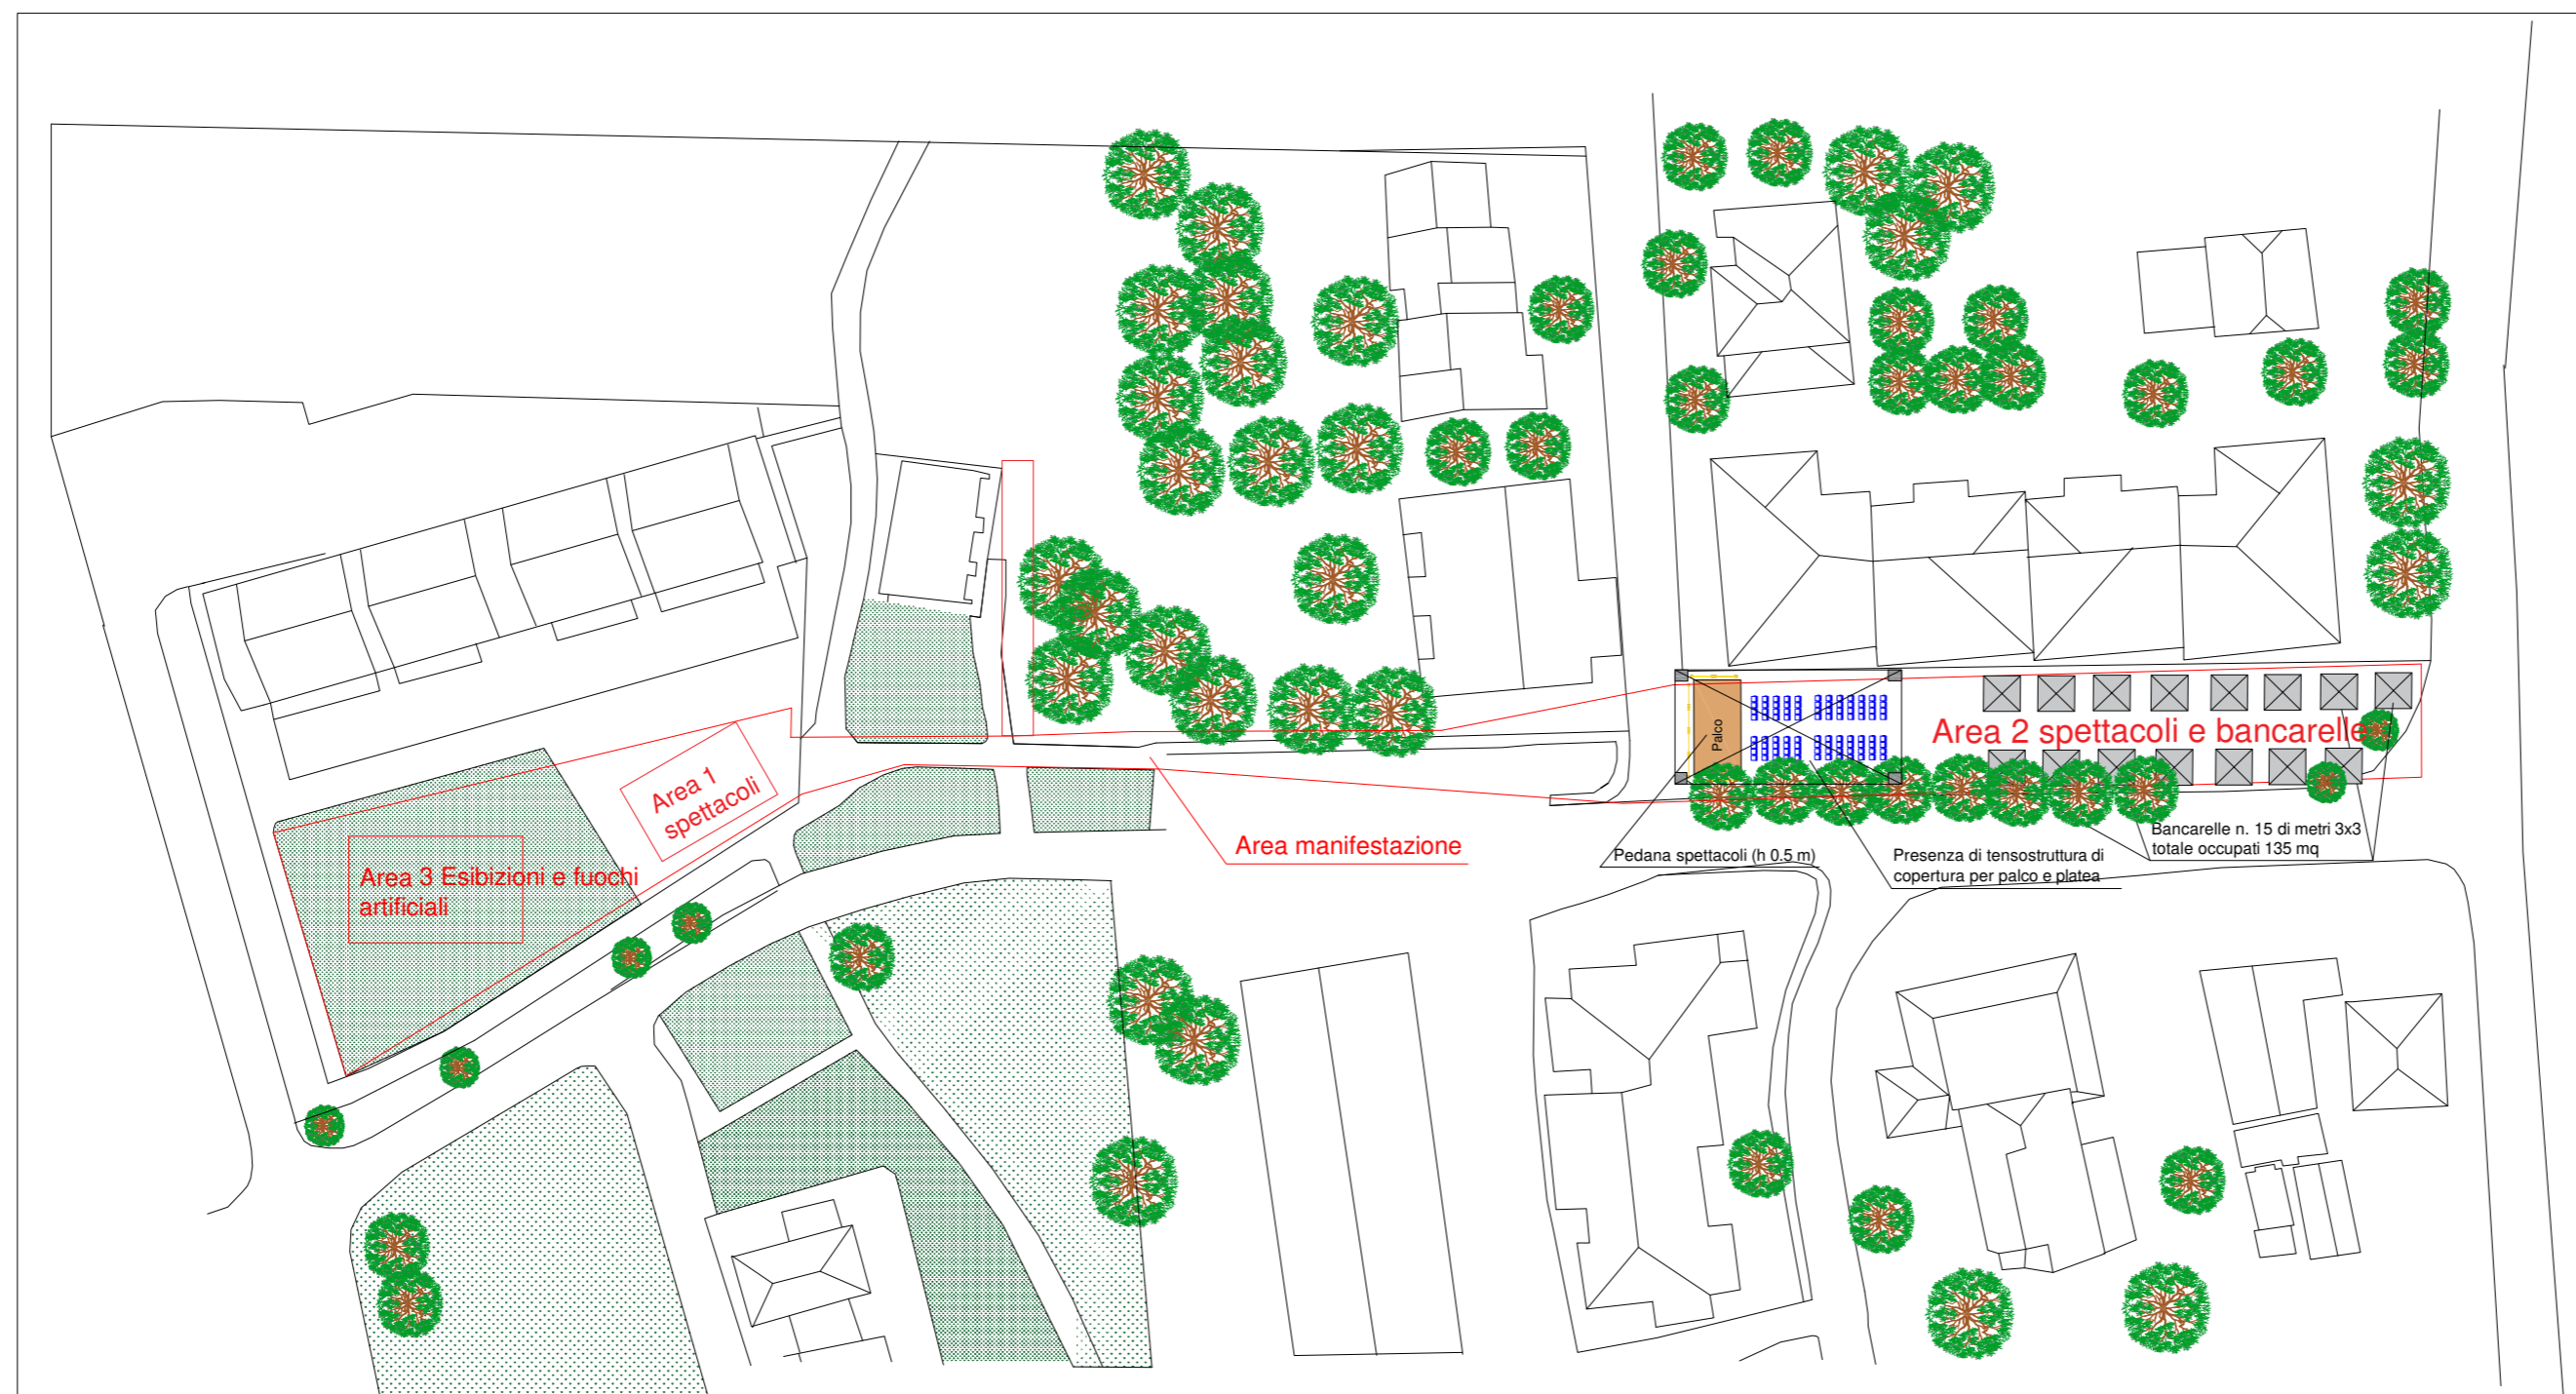 Palco
Area 2 spettacoli e bancarelle
Area 1
spettacoli
Area manifestazione
Bancarelle n. 15 di metri 3x3
totale occupati 135 mq
Pedana spettacoli (h 0.5 m)
Presenza di tensostruttura di
copertura per palco e platea
Area 3 Esibizioni e fuochi
artificiali